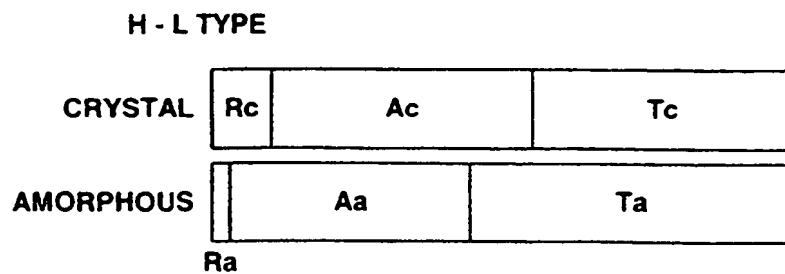 H - L TYPE
CRYSTAL Rc Ac Tc
AMORPHOUS Aa Ta
Ra